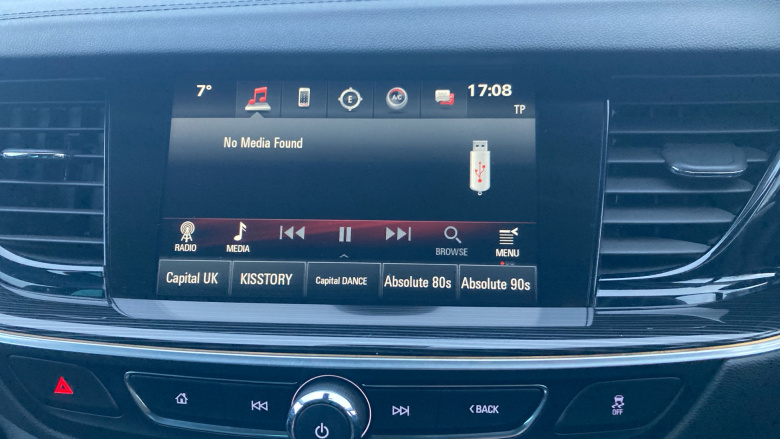 7° E A/C 17:08
TP
No Media Found
RADIO MEDIA BROWSE MENU
Capital UK KISSTORY Capital DANCE Absolute 80s Absolute 90s
BACK
OFF